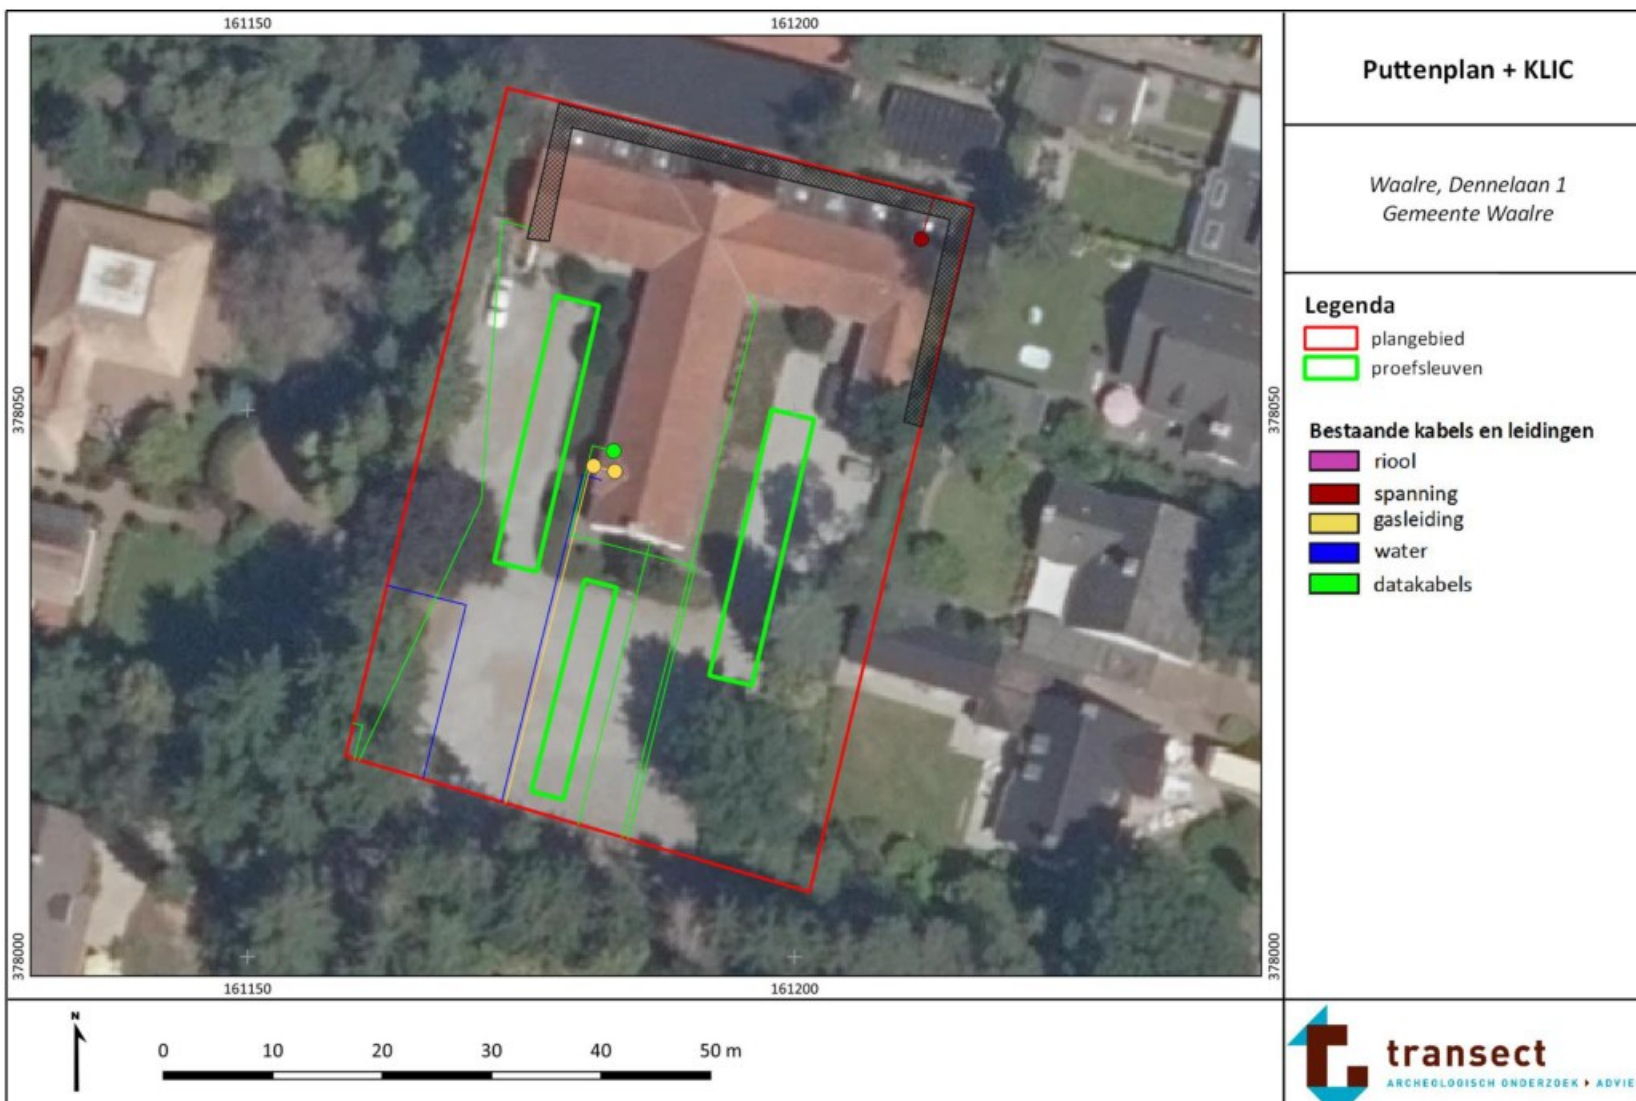 161150
161200
378050
378050
378000
378000
161150
161200
N
0 10 20 30 40 50 m
Puttenplan + KLIC
Waalre, Dennelaan 1
Gemeente Waalre
Legenda
plangebied
proefsleuven
Bestaande kabels en leidingen
riool
spanning
gasleiding
water
datakabels
transect
ARCHEOLOGISCH ONDERZOEK ADVIE